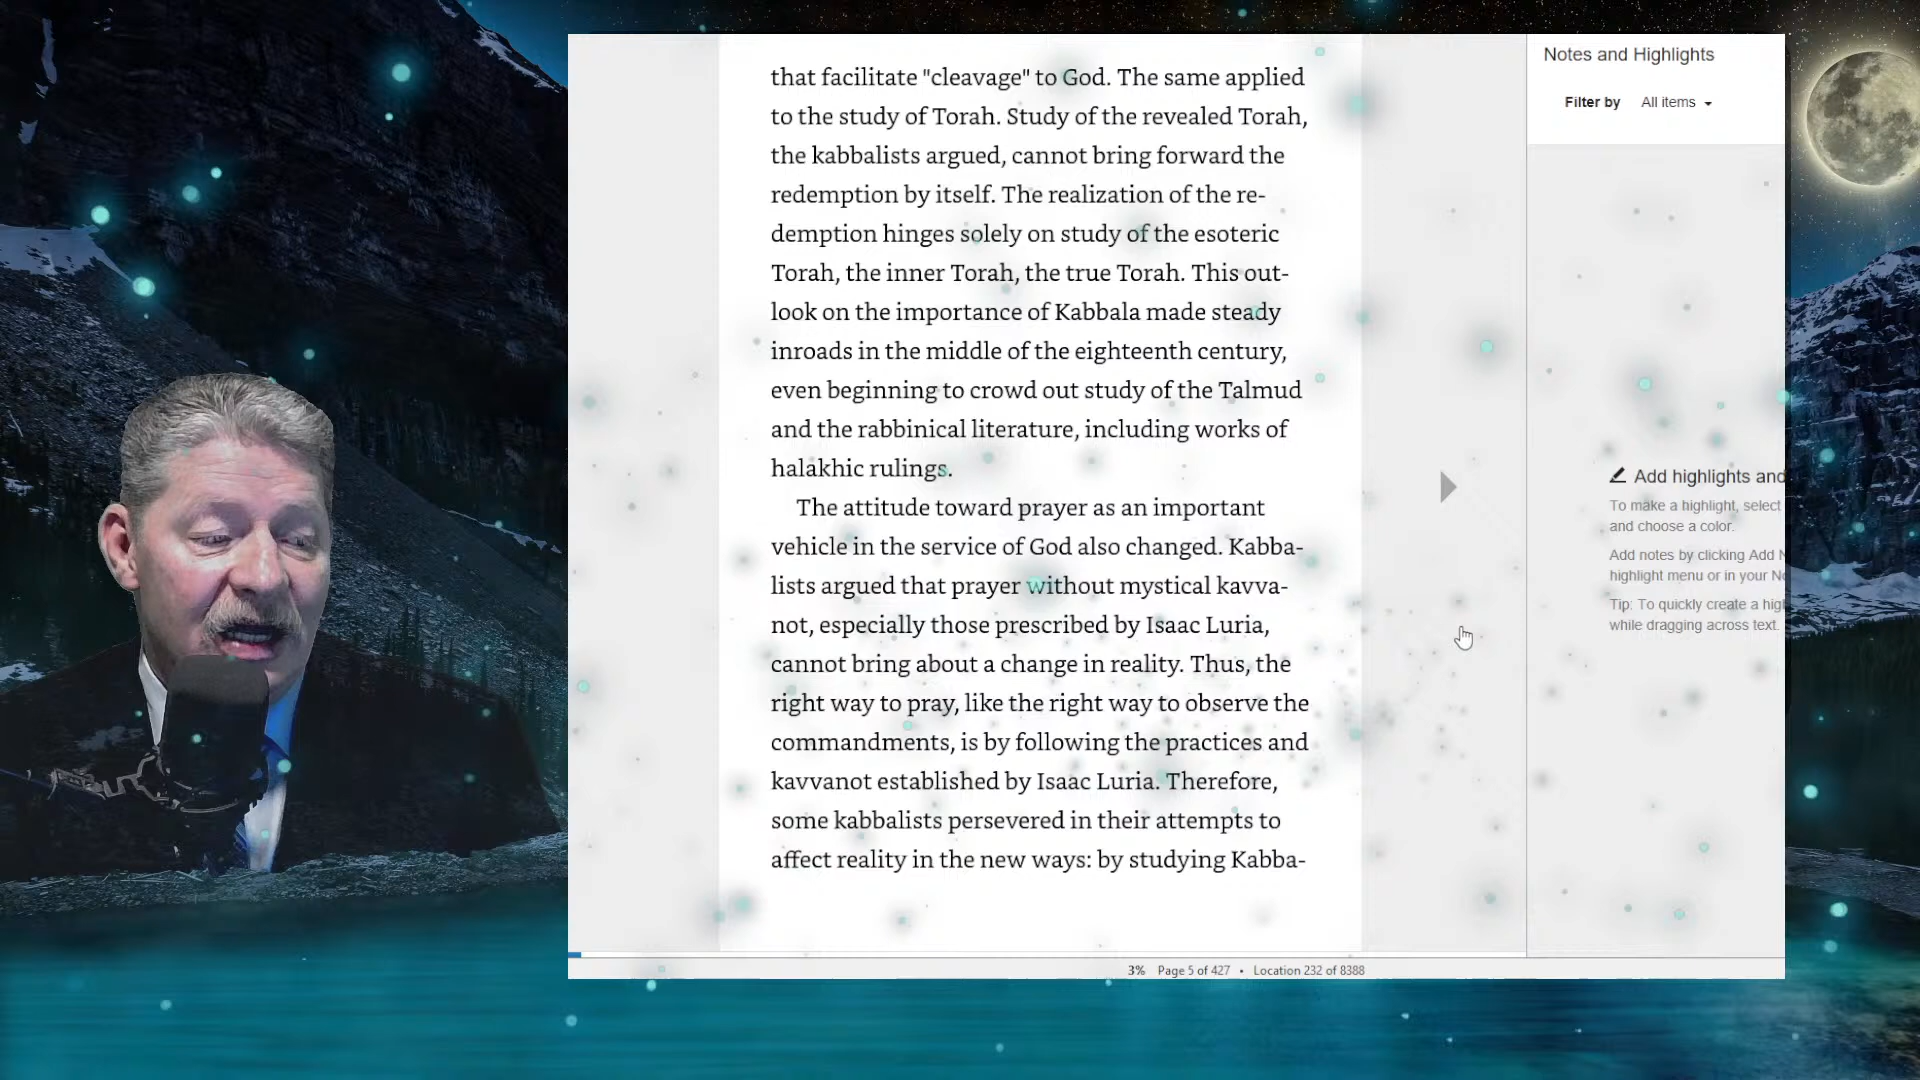 that facilitate "cleavage" to God. The same applied
to the study of Torah. Study of the revealed Torah,
the kabbalists argued, cannot bring forward the
redemption by itself. The realization of the re-
demption hinges solely on study of the esoteric
Torah, the inner Torah, the true Torah. This out-
look on the importance of Kabbala made steady
inroads in the middle of the eighteenth century,
even beginning to crowd out study of the Talmud
and the rabbinical literature, including works of
halakhic rulings.
The attitude toward prayer as an important
vehicle in the service of God also changed. Kabba-
lists argued that prayer without mystical kavva-
not, especially those prescribed by Isaac Luria,
cannot bring about a change in reality. Thus, the
right way to pray, like the right way to observe the
commandments, is by following the practices and
kavvanot established by Isaac Luria. Therefore,
some kabbalists persevered in their attempts to
affect reality in the new ways: by studying Kabba-
3% Page 5 of 427 • Location 232 of 8388
Notes and Highlights
Filter by All items
Add highlights and
To make a highlight, select
and choose a color.
Add notes by clicking Add N
highlight menu or in your No
Tip: To quickly create a high
while dragging across text.